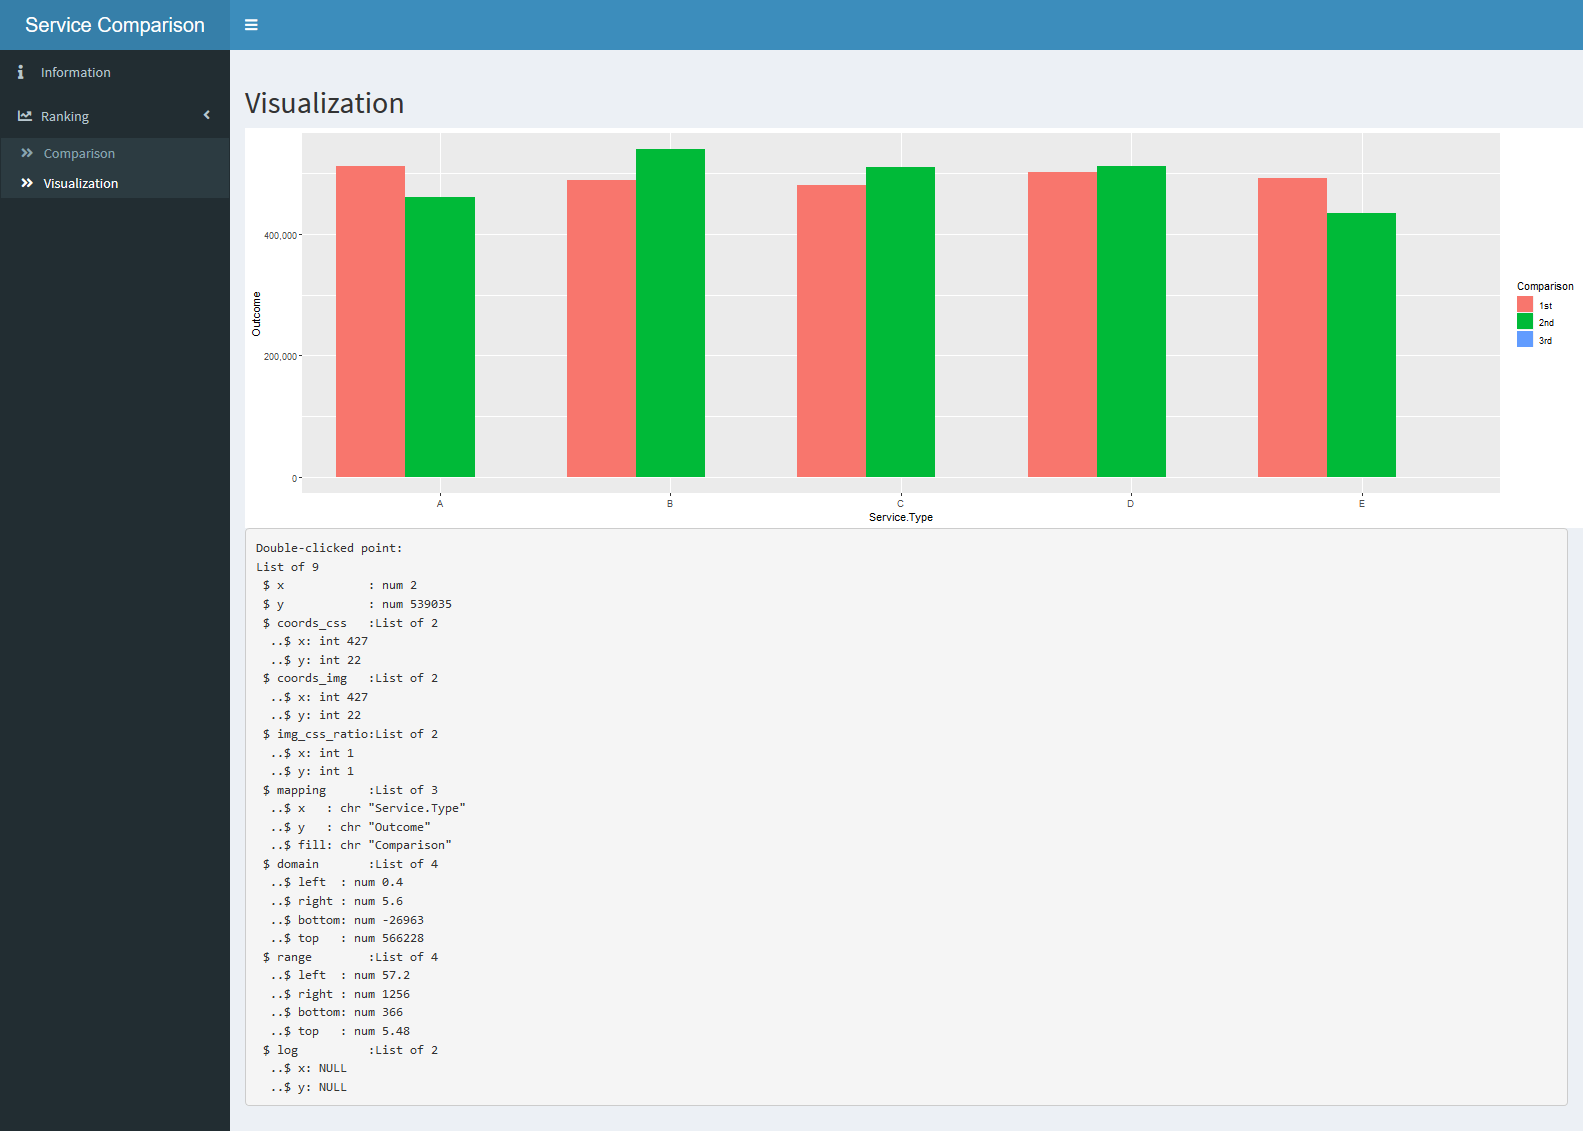 Service Comparison
Information
Ranking
Comparison
Visualization
Visualization
Outcome
400,000
200,000
0
A B C D E
Service.Type
Comparison
1st
2nd
3rd
Double-clicked point:
List of 9
 $ x            : num 2
 $ y            : num 539035
 $ coords_css   :List of 2
  ..$ x: int 427
  ..$ y: int 22
 $ coords_img   :List of 2
  ..$ x: int 427
  ..$ y: int 22
 $ img_css_ratio:List of 2
  ..$ x: int 1
  ..$ y: int 1
 $ mapping      :List of 3
  ..$ x   : chr "Service.Type"
  ..$ y   : chr "Outcome"
  ..$ fill: chr "Comparison"
 $ domain       :List of 4
  ..$ left  : num 0.4
  ..$ right : num 5.6
  ..$ bottom: num -26963
  ..$ top   : num 566228
 $ range        :List of 4
  ..$ left  : num 57.2
  ..$ right : num 1256
  ..$ bottom: num 366
  ..$ top   : num 5.48
 $ log          :List of 2
  ..$ x: NULL
  ..$ y: NULL